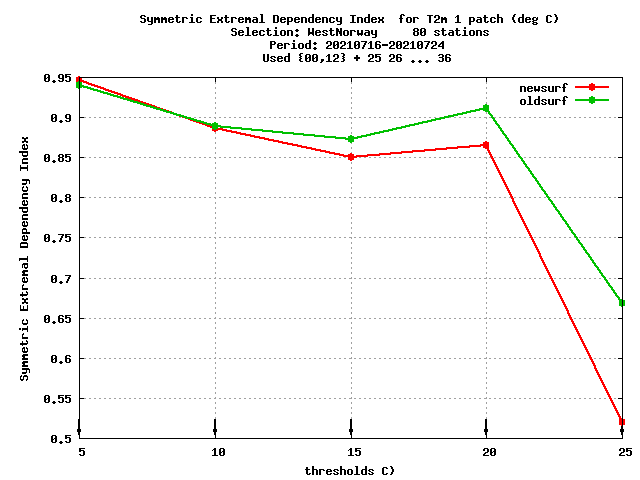 Symmetric Extremal Dependency Index  for T2m 1 patch (deg C)
Selection: WestNorway     80 stations
Period: 20210716-20210724
Used {00,12} + 25 26 ... 36
newsurf
oldsurf
Symmetric Extremal Dependency Index
0.95
0.9
0.85
0.8
0.75
0.7
0.65
0.6
0.55
0.5
5 10 15 20 25
thresholds C)